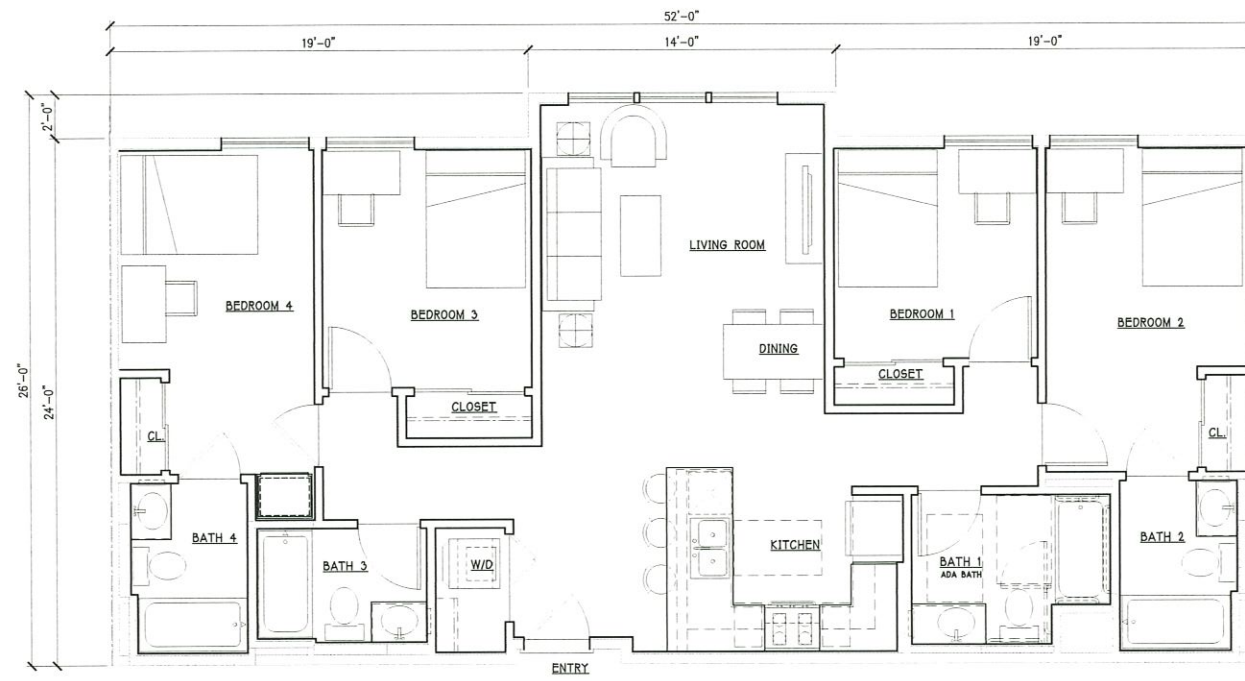 52'-0"
19'-0"
14'-0"
19'-0"
2'-0"
26'-0"
24'-0"
LIVING ROOM
BEDROOM 4
BEDROOM 3
BEDROOM 1
BEDROOM 2
DINING
CLOSET
CLOSET
CL.
CL.
BATH 4
BATH 3
W/D
KITCHEN
BATH 1
ADA BATH
BATH 2
ENTRY